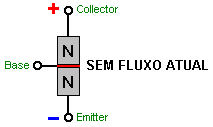 + Collector
N
Base SEM FLUXO ATUAL
N
– Emitter